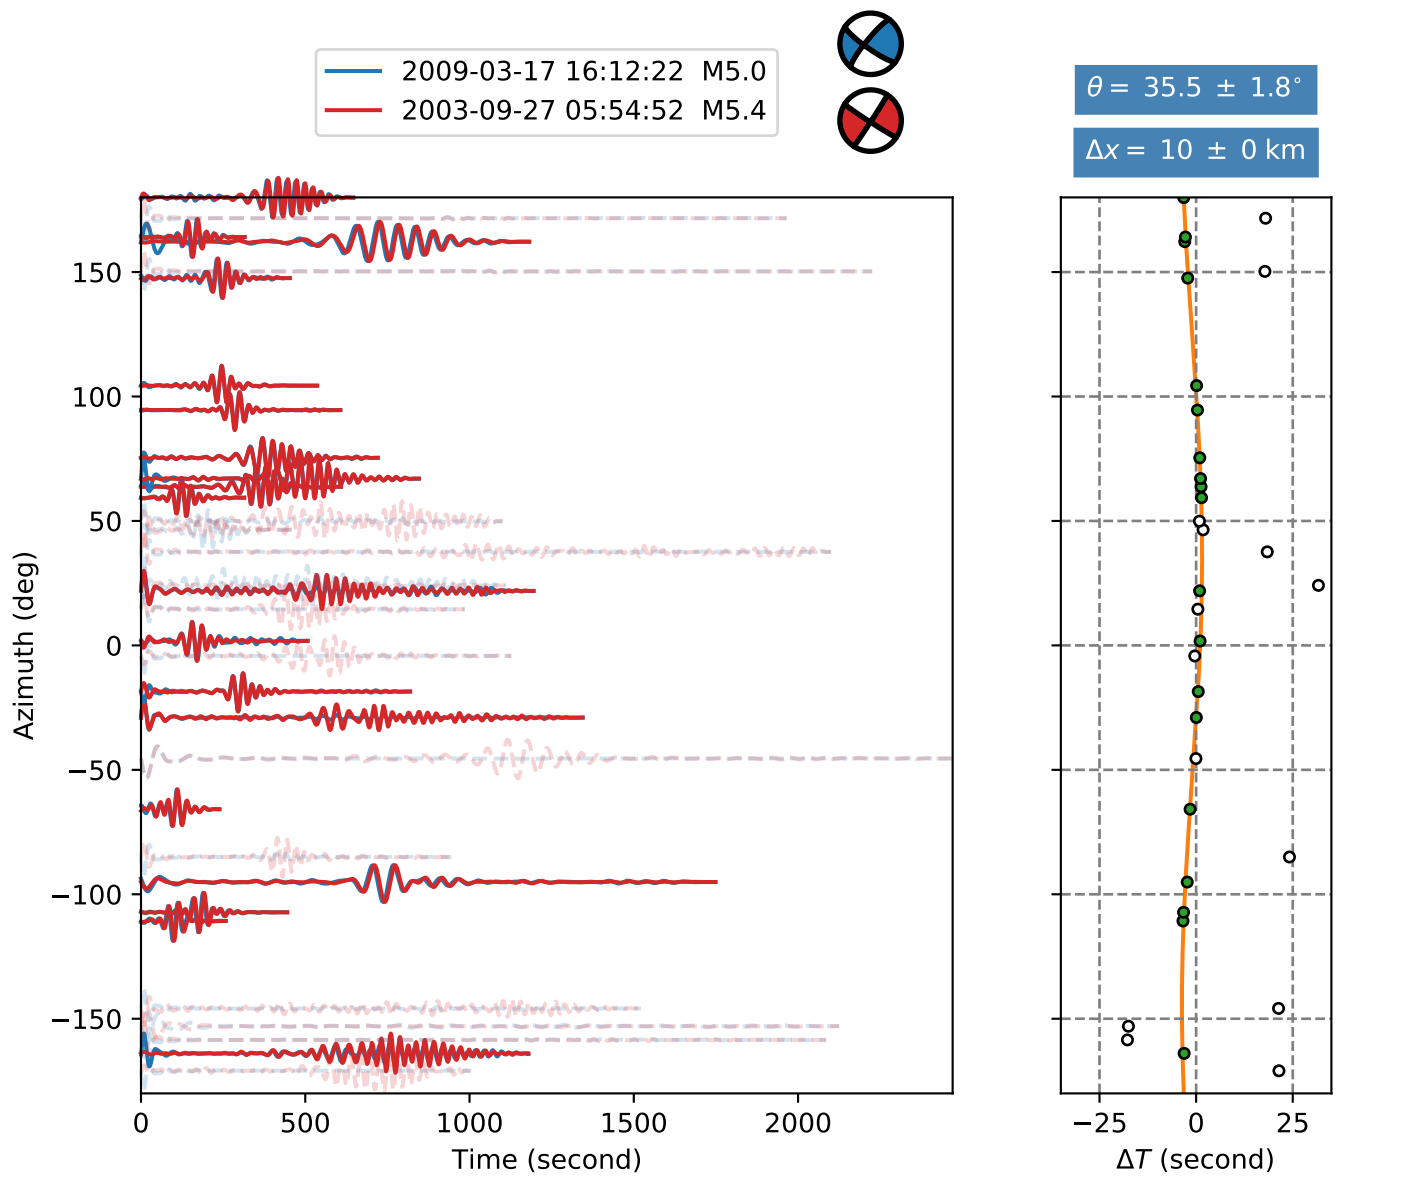 2009-03-17 16:12:22  M5.0
2003-09-27 05:54:52  M5.4
θ = 35.5 ± 1.8°
Δx = 10 ± 0 km
150
100
50
0
−50
−100
−150
Azimuth (deg)
0 500 1000 1500 2000
Time (second)
−25 0 25
ΔT (second)